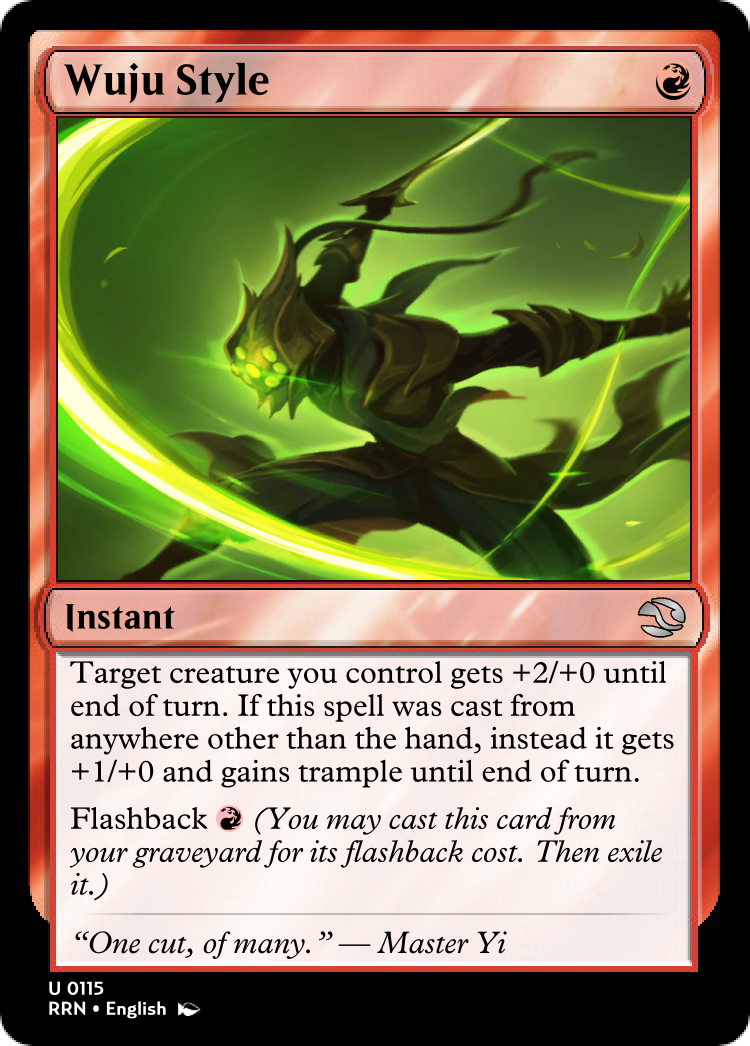 Wuju Style
Instant
Target creature you control gets +2/+0 until
end of turn. If this spell was cast from
anywhere other than the hand, instead it gets
+1/+0 and gains trample until end of turn.
Flashback (You may cast this card from
your graveyard for its flashback cost. Then exile
it.)
“One cut, of many.” — Master Yi
U 0115
RRN • English